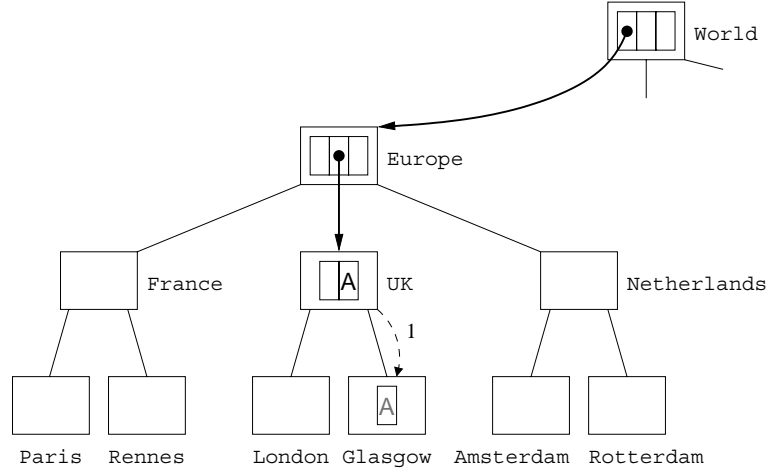 World
Europe
France
A
UK
Netherlands
1
A
Paris
Rennes
London
Glasgow
Amsterdam
Rotterdam